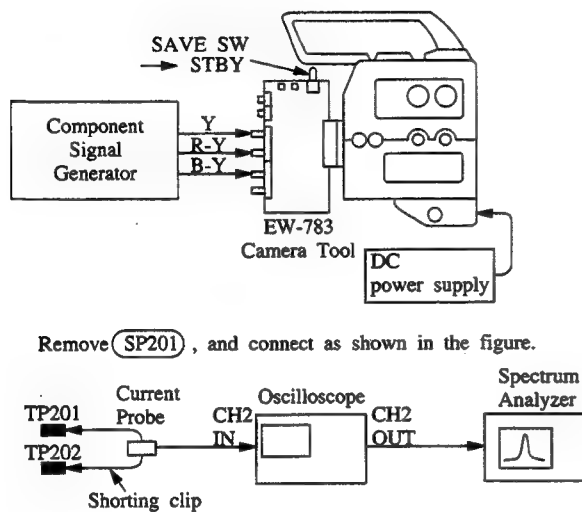 SAVE SW
→ STBY
Component
Signal
Generator
Y
R-Y
B-Y
EW-783
Camera Tool
DC
power supply
Remove SP201 , and connect as shown in the figure.
TP201
TP202
Current
Probe
Shorting clip
CH2
IN
Oscilloscope
CH2
OUT
Spectrum
Analyzer